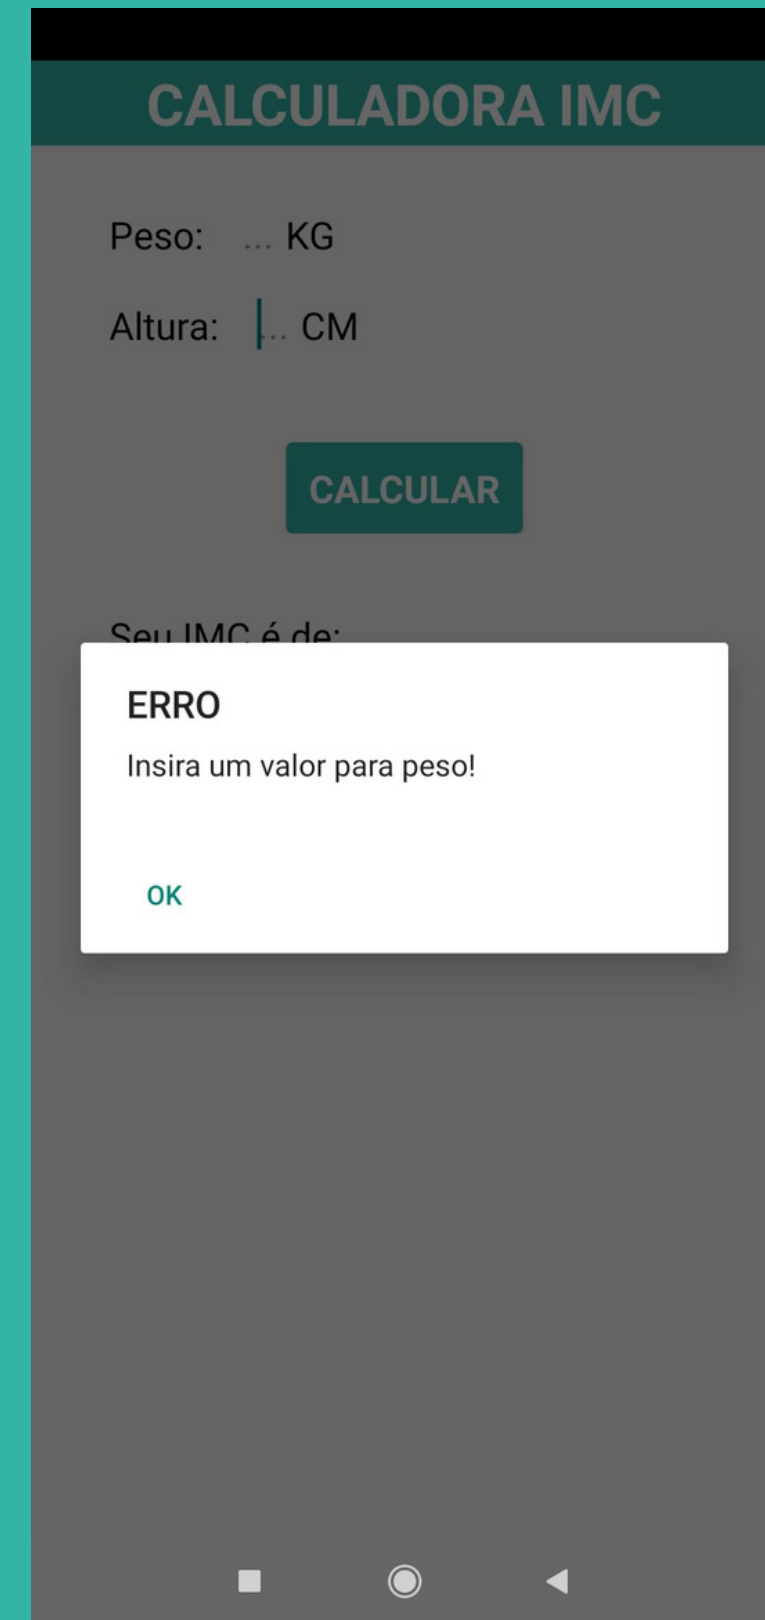 CALCULADORA IMC
Peso: ... KG
Altura: ... CM
CALCULAR
Seu IMC é de:
ERRO
Insira um valor para peso!
OK